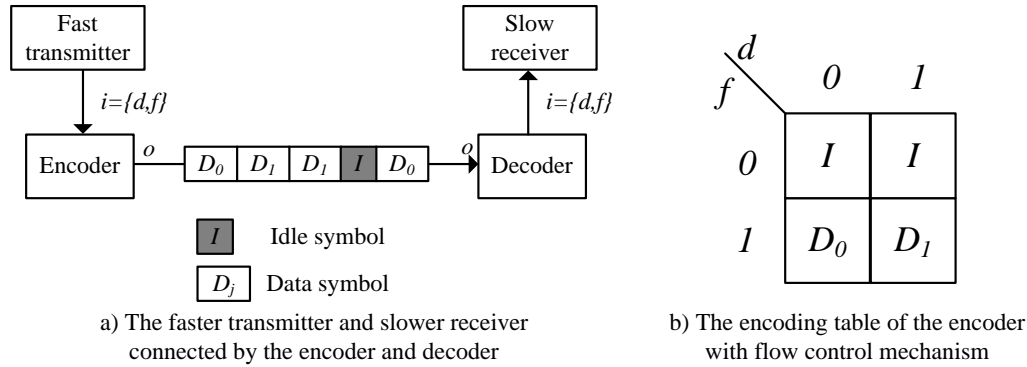 Fast
transmitter
Slow
receiver
i={d,f}
i={d,f}
Encoder
o
D0 D1 D1 I D0
o
Decoder
I Idle symbol
Dj Data symbol
a) The faster transmitter and slower receiver
connected by the encoder and decoder
d
f
0 1
0 I I
1 D0 D1
b) The encoding table of the encoder
with flow control mechanism